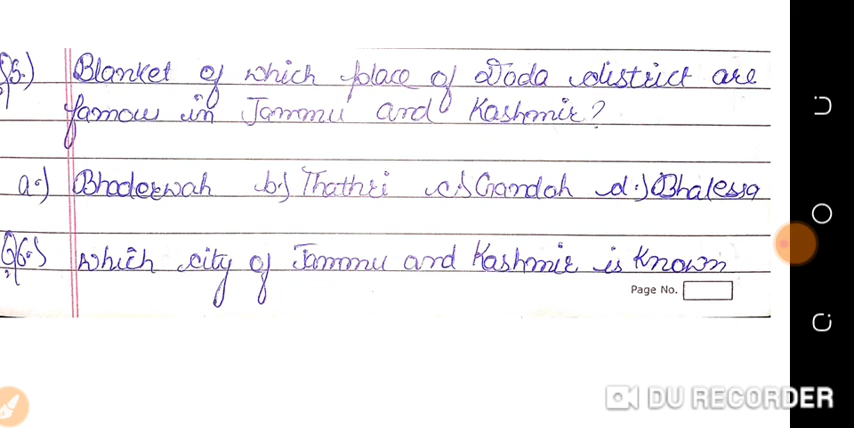 Q5.) Blanket of which place of Doda district are
famous in Jammu and Kashmir?
a.) Bhaderwah b.) Thathri c.) Gandoh d.) Bhalessa
Q6.) Which city of Jammu and Kashmir is known
Page No.
DU RECORDER